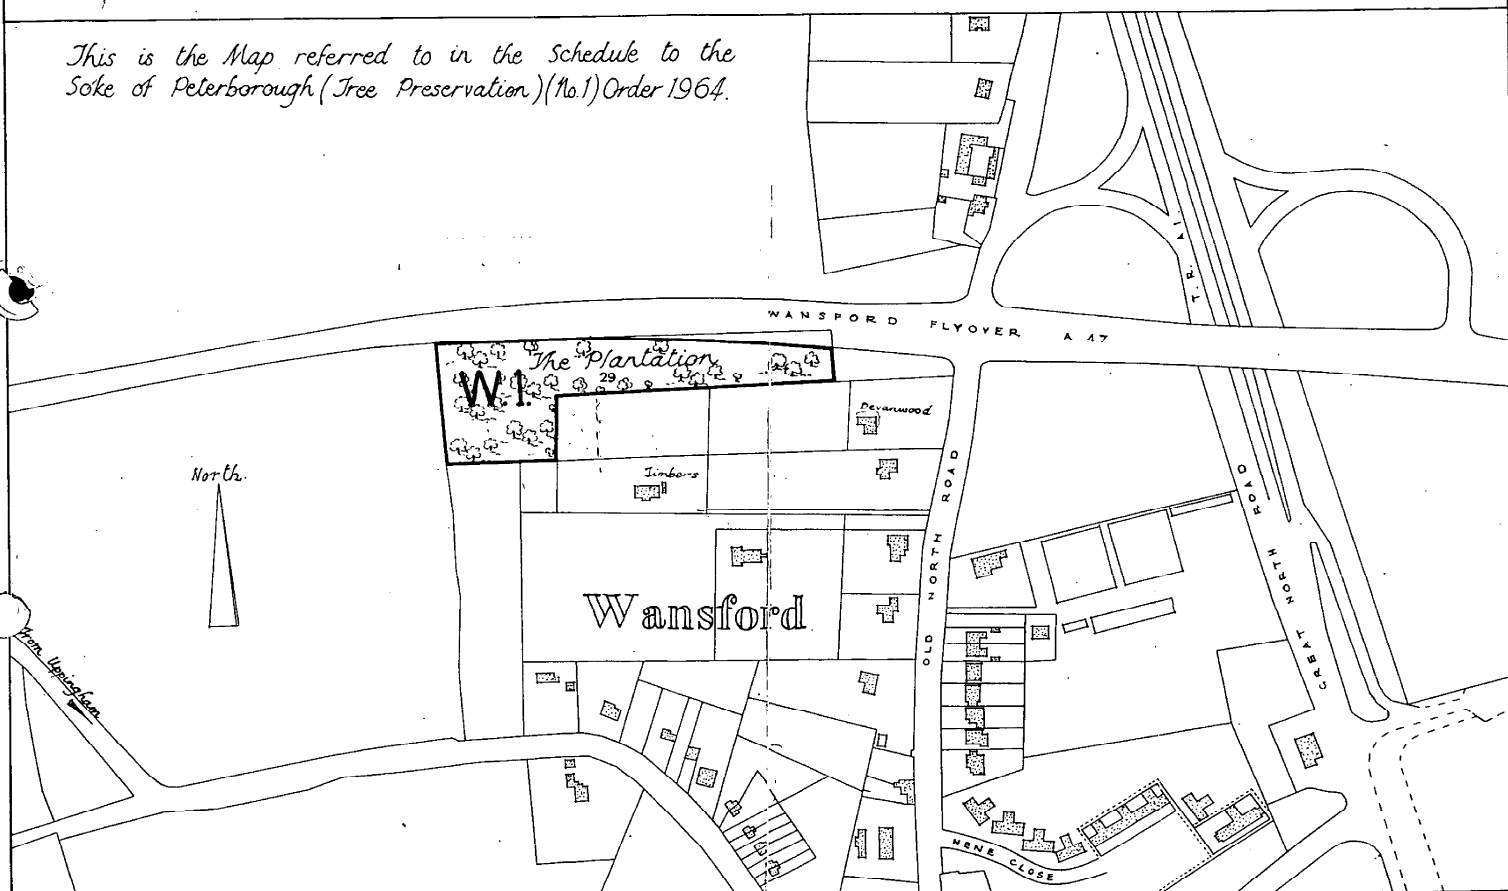 This is the Map referred to in the Schedule to the
Soke of Peterborough (Tree Preservation)(No.1) Order 1964.
T. R. A1
WANSFORD FLYOVER A 47
The Plantation
29
W.1.
Devanwood
North.
Timbers
OLD NORTH ROAD
GREAT NORTH ROAD
Wansford
From Uppingham
NENE CLOSE